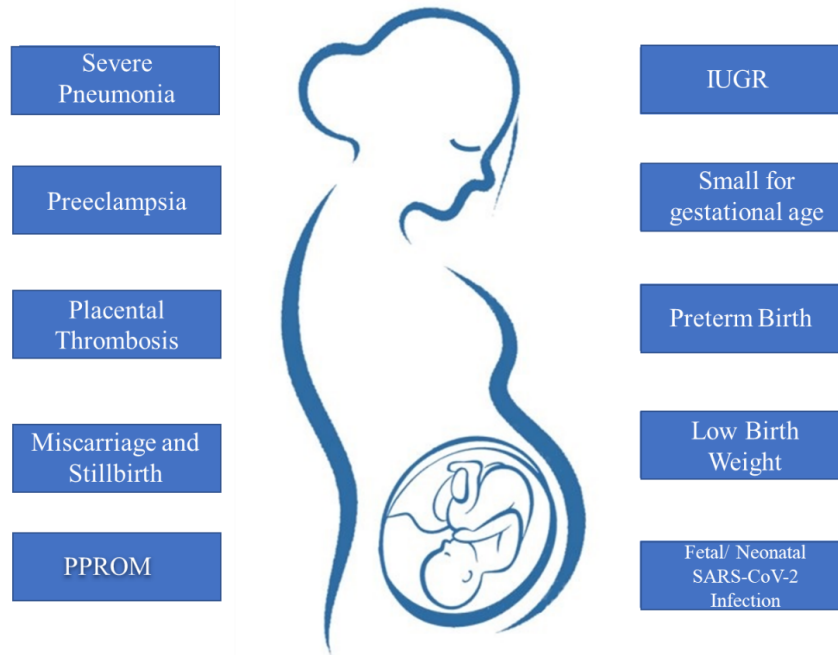 Severe
Pneumonia
Preeclampsia
Placental
Thrombosis
Miscarriage and
Stillbirth
PPROM
IUGR
Small for
gestational age
Preterm Birth
Low Birth
Weight
Fetal/ Neonatal
SARS-CoV-2
Infection